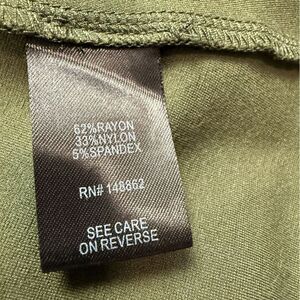 62%RAYON
33%NYLON
5%SPANDEX
RN# 148862
SEE CARE
ON REVERSE